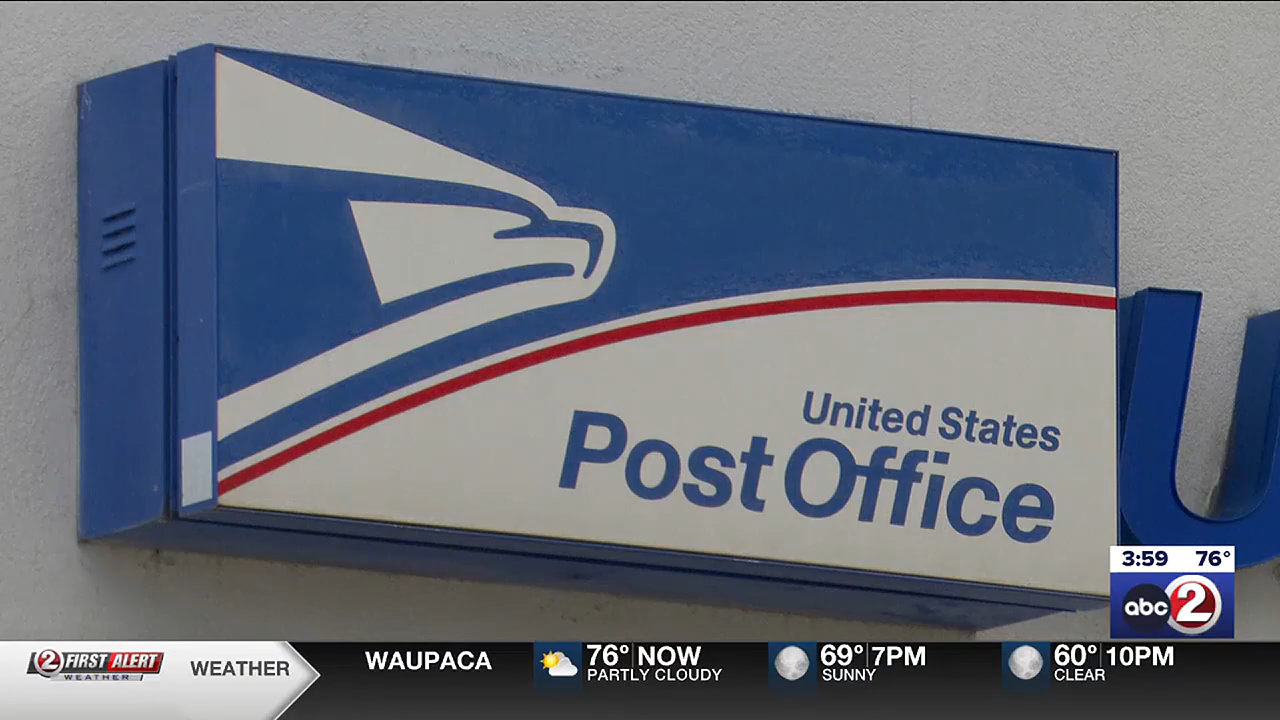 United States
Post Office
U
3:59 76°
abc 2
2 FIRST ALERT
WEATHER
WEATHER
WAUPACA
76° NOW
PARTLY CLOUDY
69° 7PM
SUNNY
60° 10PM
CLEAR